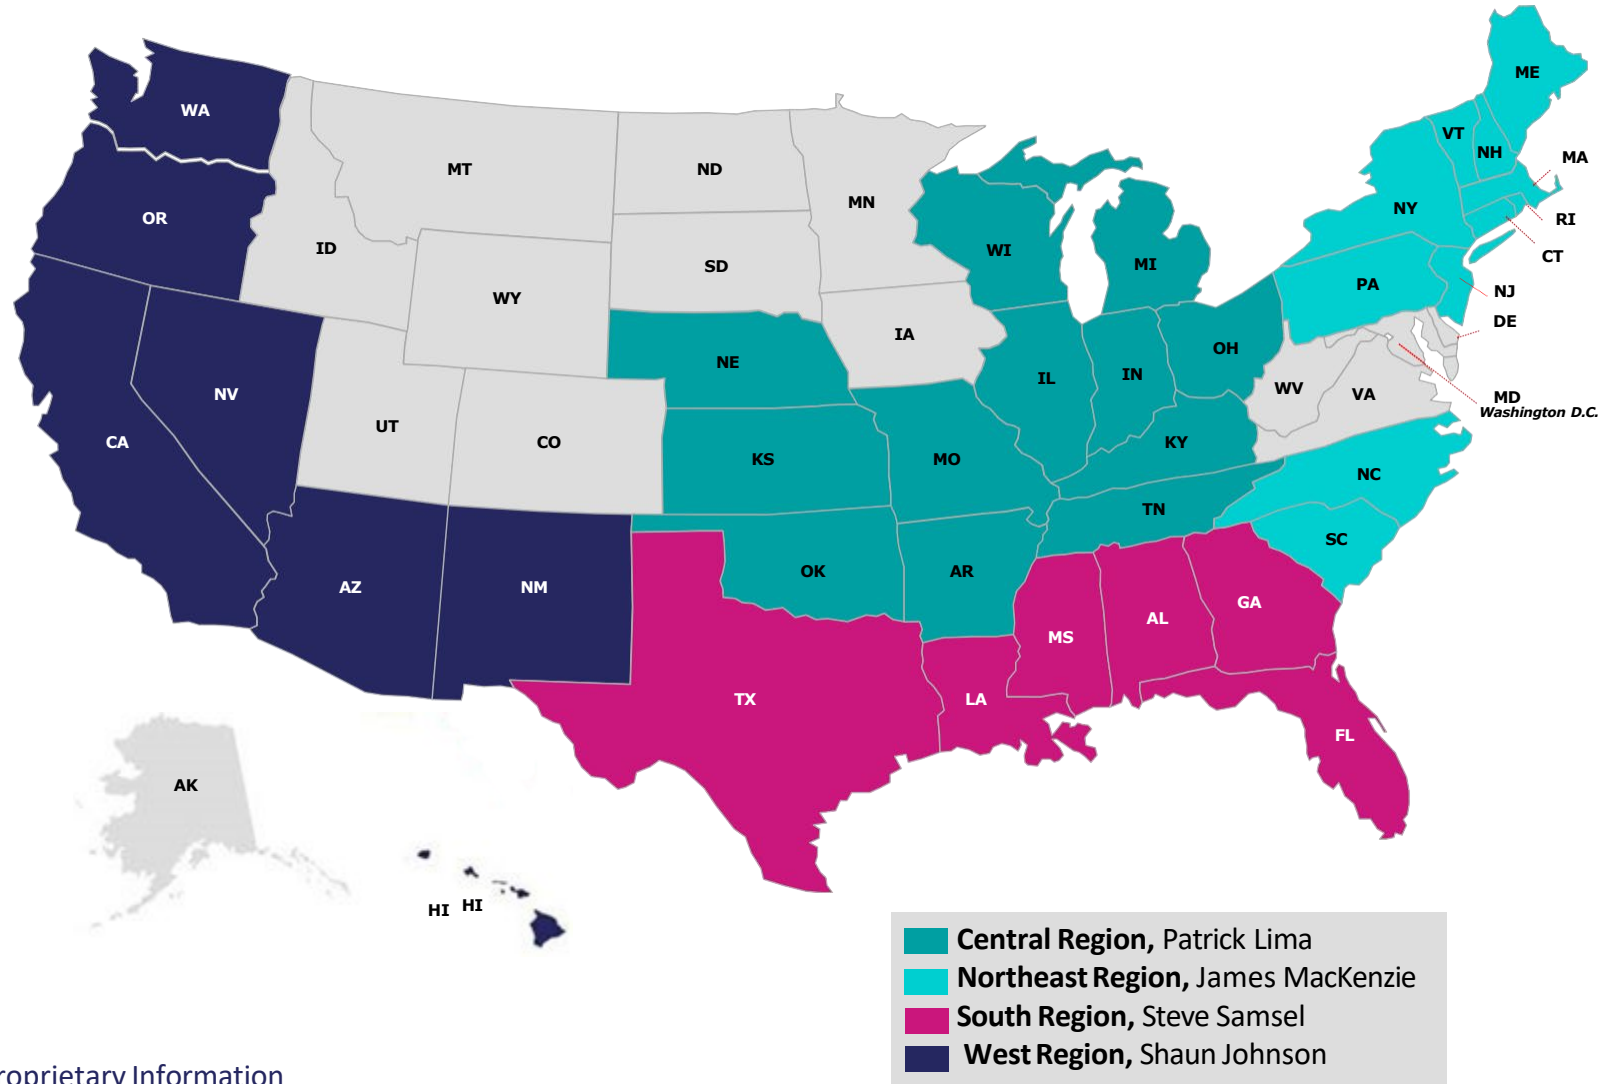 ME
WA
VT
NH
MA
MT
ND
MN
NY
RI
OR
ID
WI
CT
SD
MI
PA
NJ
WY
DE
IA
OH
NE
IL
IN
WV
VA
MD
Washington D.C.
NV
UT
CO
CA
KS
MO
KY
NC
TN
SC
OK
AR
AZ
NM
GA
AL
MS
TX
LA
FL
AK
HI
HI
Central Region, Patrick Lima
Northeast Region, James MacKenzie
South Region, Steve Samsel
West Region, Shaun Johnson
Information